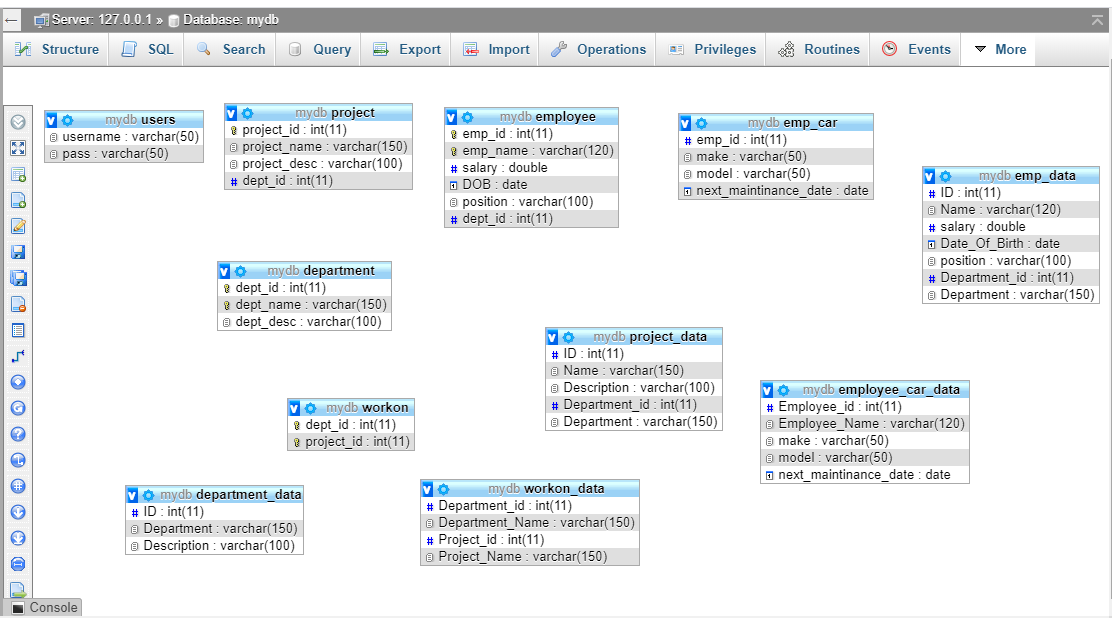 Server: 127.0.0.1 » Database: mydb
Structure SQL Search Query Export Import Operations Privileges Routines Events More
mydb users
username : varchar(50)
pass : varchar(50)
mydb project
project_id : int(11)
project_name : varchar(150)
project_desc : varchar(100)
dept_id : int(11)
mydb employee
emp_id : int(11)
emp_name : varchar(120)
salary : double
DOB : date
position : varchar(100)
dept_id : int(11)
mydb emp_car
emp_id : int(11)
make : varchar(50)
model : varchar(50)
next_maintinance_date : date
mydb emp_data
ID : int(11)
Name : varchar(120)
salary : double
Date_Of_Birth : date
position : varchar(100)
Department_id : int(11)
Department : varchar(150)
mydb department
dept_id : int(11)
dept_name : varchar(150)
dept_desc : varchar(100)
mydb project_data
ID : int(11)
Name : varchar(150)
Description : varchar(100)
Department_id : int(11)
Department : varchar(150)
mydb employee_car_data
Employee_id : int(11)
Employee_Name : varchar(120)
make : varchar(50)
model : varchar(50)
next_maintinance_date : date
mydb workon
dept_id : int(11)
project_id : int(11)
mydb department_data
ID : int(11)
Department : varchar(150)
Description : varchar(100)
mydb workon_data
Department_id : int(11)
Department_Name : varchar(150)
Project_id : int(11)
Project_Name : varchar(150)
Console